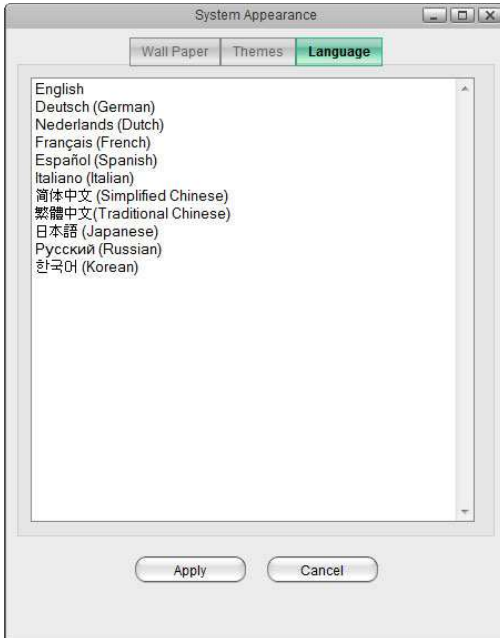 System Appearance
Wall Paper Themes Language
English
Deutsch (German)
Nederlands (Dutch)
Français (French)
Español (Spanish)
Italiano (Italian)
简体中文 (Simplified Chinese)
繁體中文(Traditional Chinese)
日本語 (Japanese)
Русский (Russian)
한국어 (Korean)
Apply Cancel